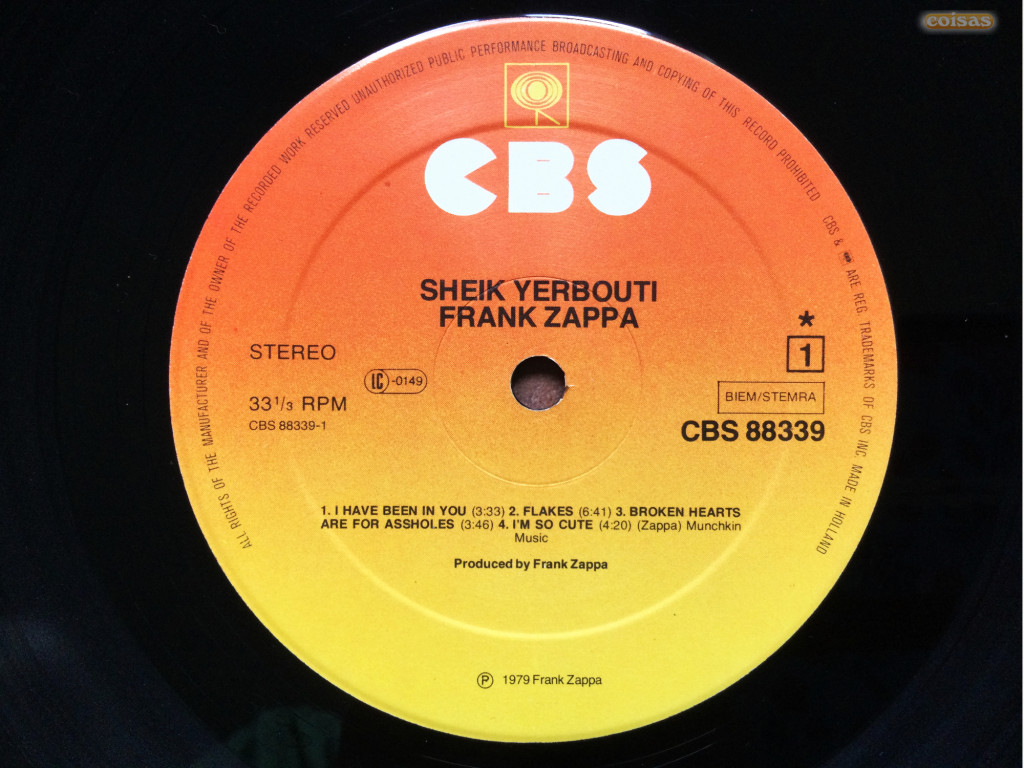 coisas
ALL RIGHTS OF THE MANUFACTURER AND OF THE OWNER OF THE RECORDED WORK RESERVED UNAUTHORIZED PUBLIC PERFORMANCE BROADCASTING AND COPYING OF THIS RECORD PROHIBITED CBS & ARE REG. TRADEMARKS OF CBS INC. MADE IN HOLLAND
CBS
SHEIK YERBOUTI
FRANK ZAPPA
*
STEREO
1
LC-0149
BIEM/STEMRA
33 1/3 RPM
CBS 88339-1
CBS 88339
1. I HAVE BEEN IN YOU (3:33) 2. FLAKES (6:41) 3. BROKEN HEARTS
ARE FOR ASSHOLES (3:46) 4. I'M SO CUTE (4:20) (Zappa) Munchkin
Music
Produced by Frank Zappa
Ⓟ 1979 Frank Zappa